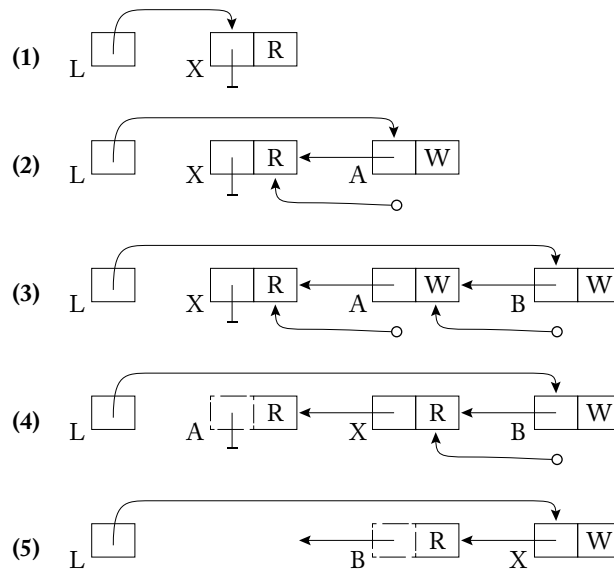 (1) L X R
(2) L X R A W
(3) L X R A W B W
(4) L A R X R B W
(5) L B R X W